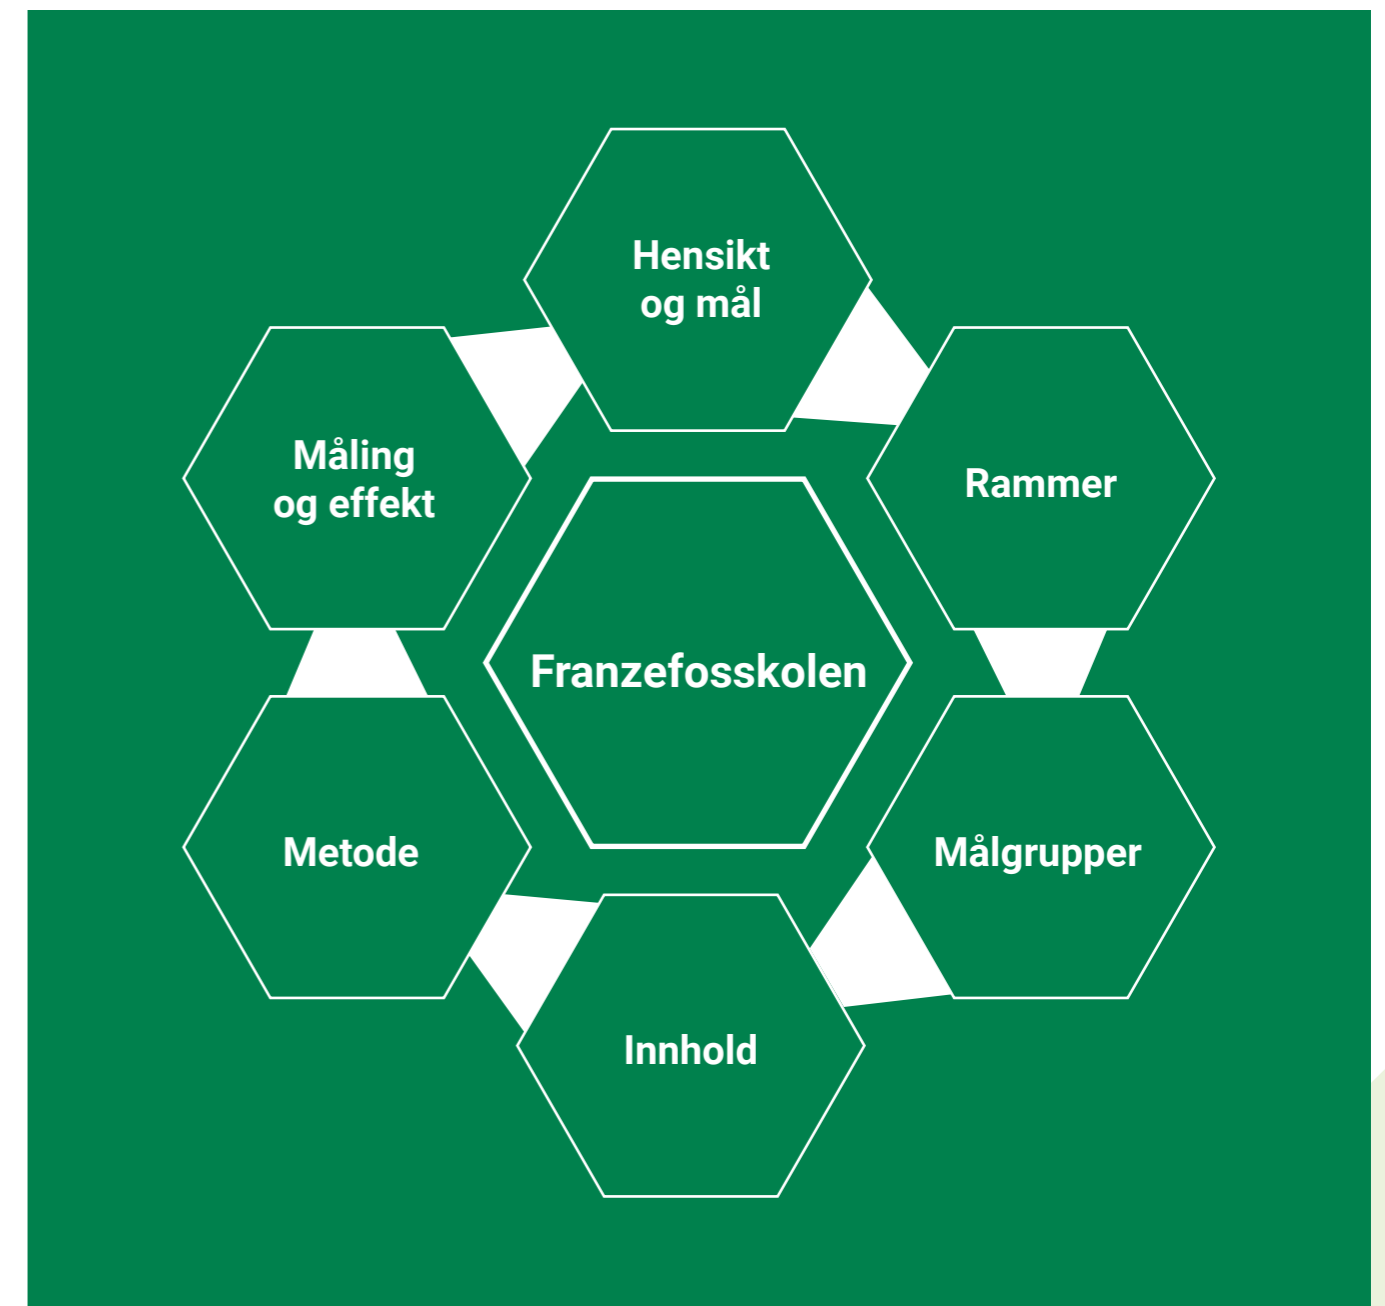 Hensikt
og mål
Måling
og effekt
Rammer
Franzefosskolen
Metode
Målgrupper
Innhold